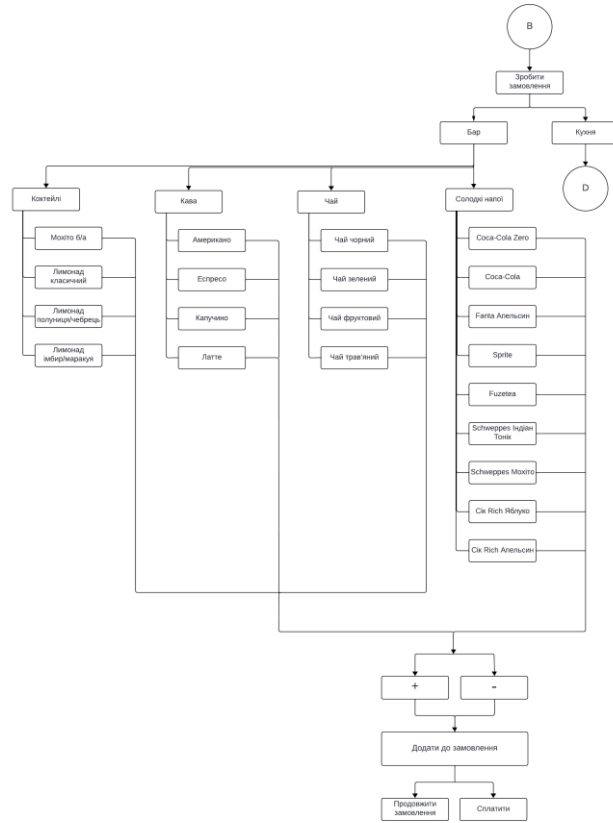 B
Зробити
замовлення
Бар
Кухня
D
Коктейлі
Кава
Чай
Солодкі напої
Мохіто б/а
Лимонад
класичний
Лимонад
полуниця/чебрець
Лимонад
імбир/маракуя
Американо
Еспресо
Капучино
Латте
Чай чорний
Чай зелений
Чай фруктовий
Чай трав'яний
Coca-Cola Zero
Coca-Cola
Fanta Апельсин
Sprite
Fuzetea
Schweppes Індіан
Тонік
Schweppes Мохіто
Сік Rich Яблуко
Сік Rich Апельсин
+
-
Додати до замовлення
Продовжити
замовлення
Сплатити